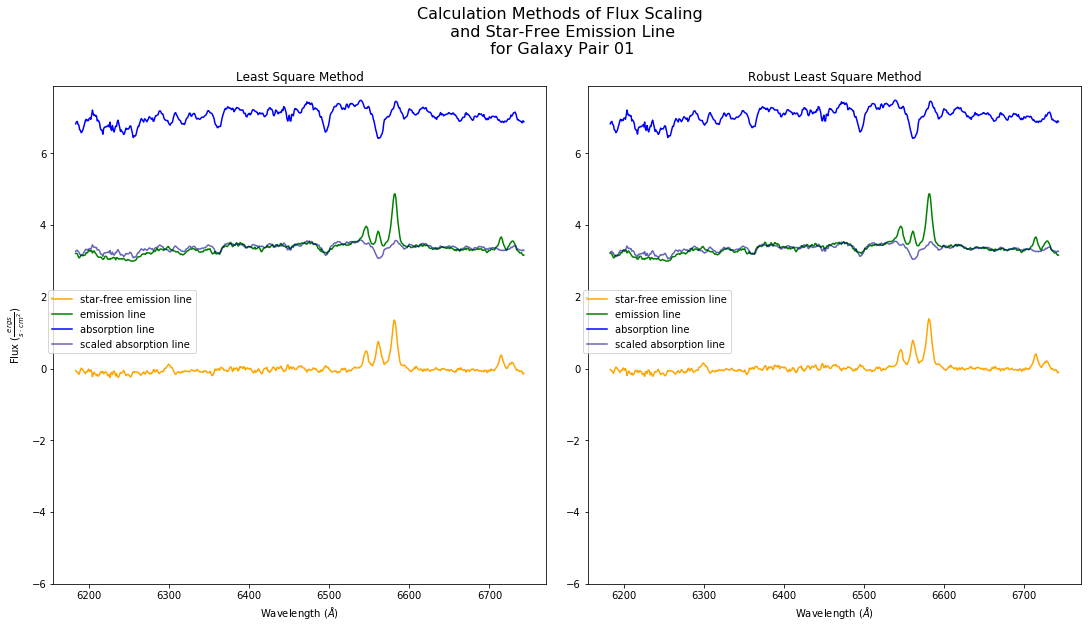 Calculation Methods of Flux Scaling
and Star-Free Emission Line
for Galaxy Pair 01
Least Square Method
6
4
2
0
−2
−4
−6
Flux (ergs/s · cm²)
star-free emission line
emission line
absorption line
scaled absorption line
6200 6300 6400 6500 6600 6700
Wavelength (Å)
Robust Least Square Method
6
4
2
0
−2
−4
−6
star-free emission line
emission line
absorption line
scaled absorption line
6200 6300 6400 6500 6600 6700
Wavelength (Å)